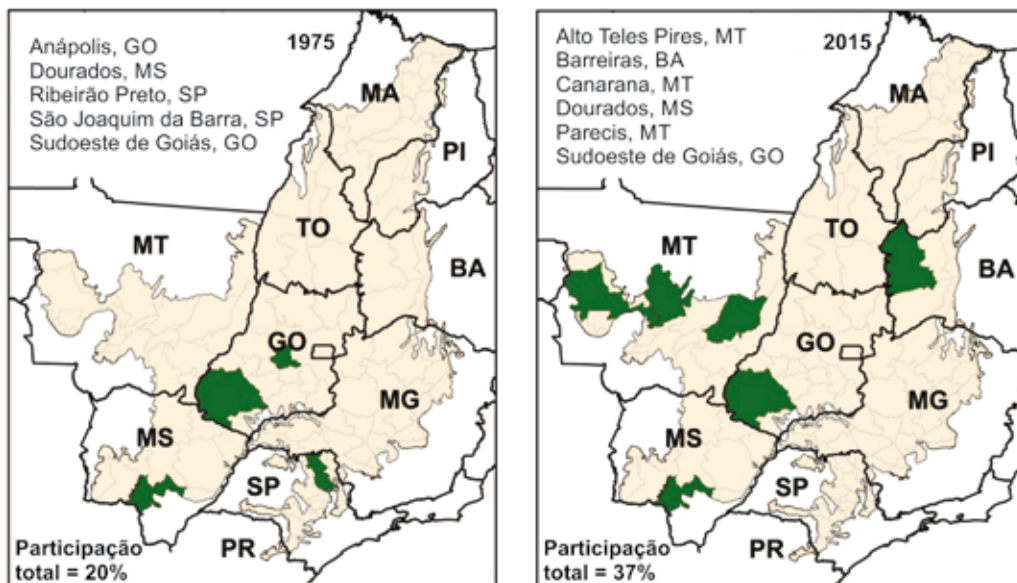 Anápolis, GO
Dourados, MS
Ribeirão Preto, SP
São Joaquim da Barra, SP
Sudoeste de Goiás, GO
1975
MA
PI
TO
MT
BA
GO
MG
MS
SP
PR
Participação
total = 20%
Alto Teles Pires, MT
Barreiras, BA
Canarana, MT
Dourados, MS
Parecis, MT
Sudoeste de Goiás, GO
2015
MA
PI
TO
MT
BA
GO
MG
MS
SP
PR
Participação
total = 37%